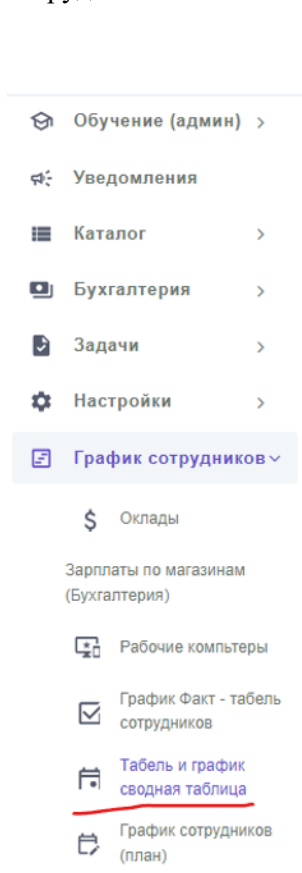 Обучение (админ)
Уведомления
Каталог
Бухгалтерия
Задачи
Настройки
График сотрудников
Оклады
Зарплаты по магазинам
(Бухгалтерия)
Рабочие компьтеры
График Факт - табель
сотрудников
Табель и график
сводная таблица
График сотрудников
(план)